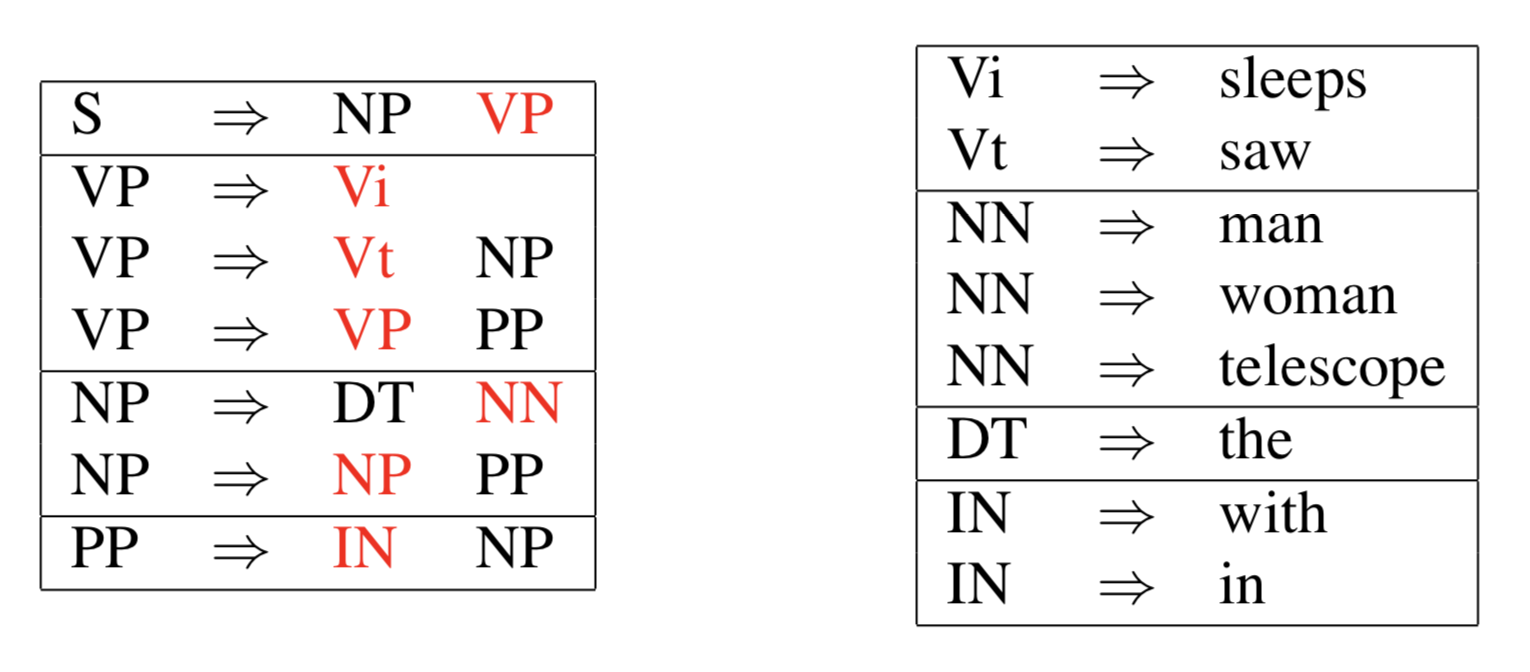 S ⇒ NP VP
VP ⇒ Vi
VP ⇒ Vt NP
VP ⇒ VP PP
NP ⇒ DT NN
NP ⇒ NP PP
PP ⇒ IN NP
Vi ⇒ sleeps
Vt ⇒ saw
NN ⇒ man
NN ⇒ woman
NN ⇒ telescope
DT ⇒ the
IN ⇒ with
IN ⇒ in